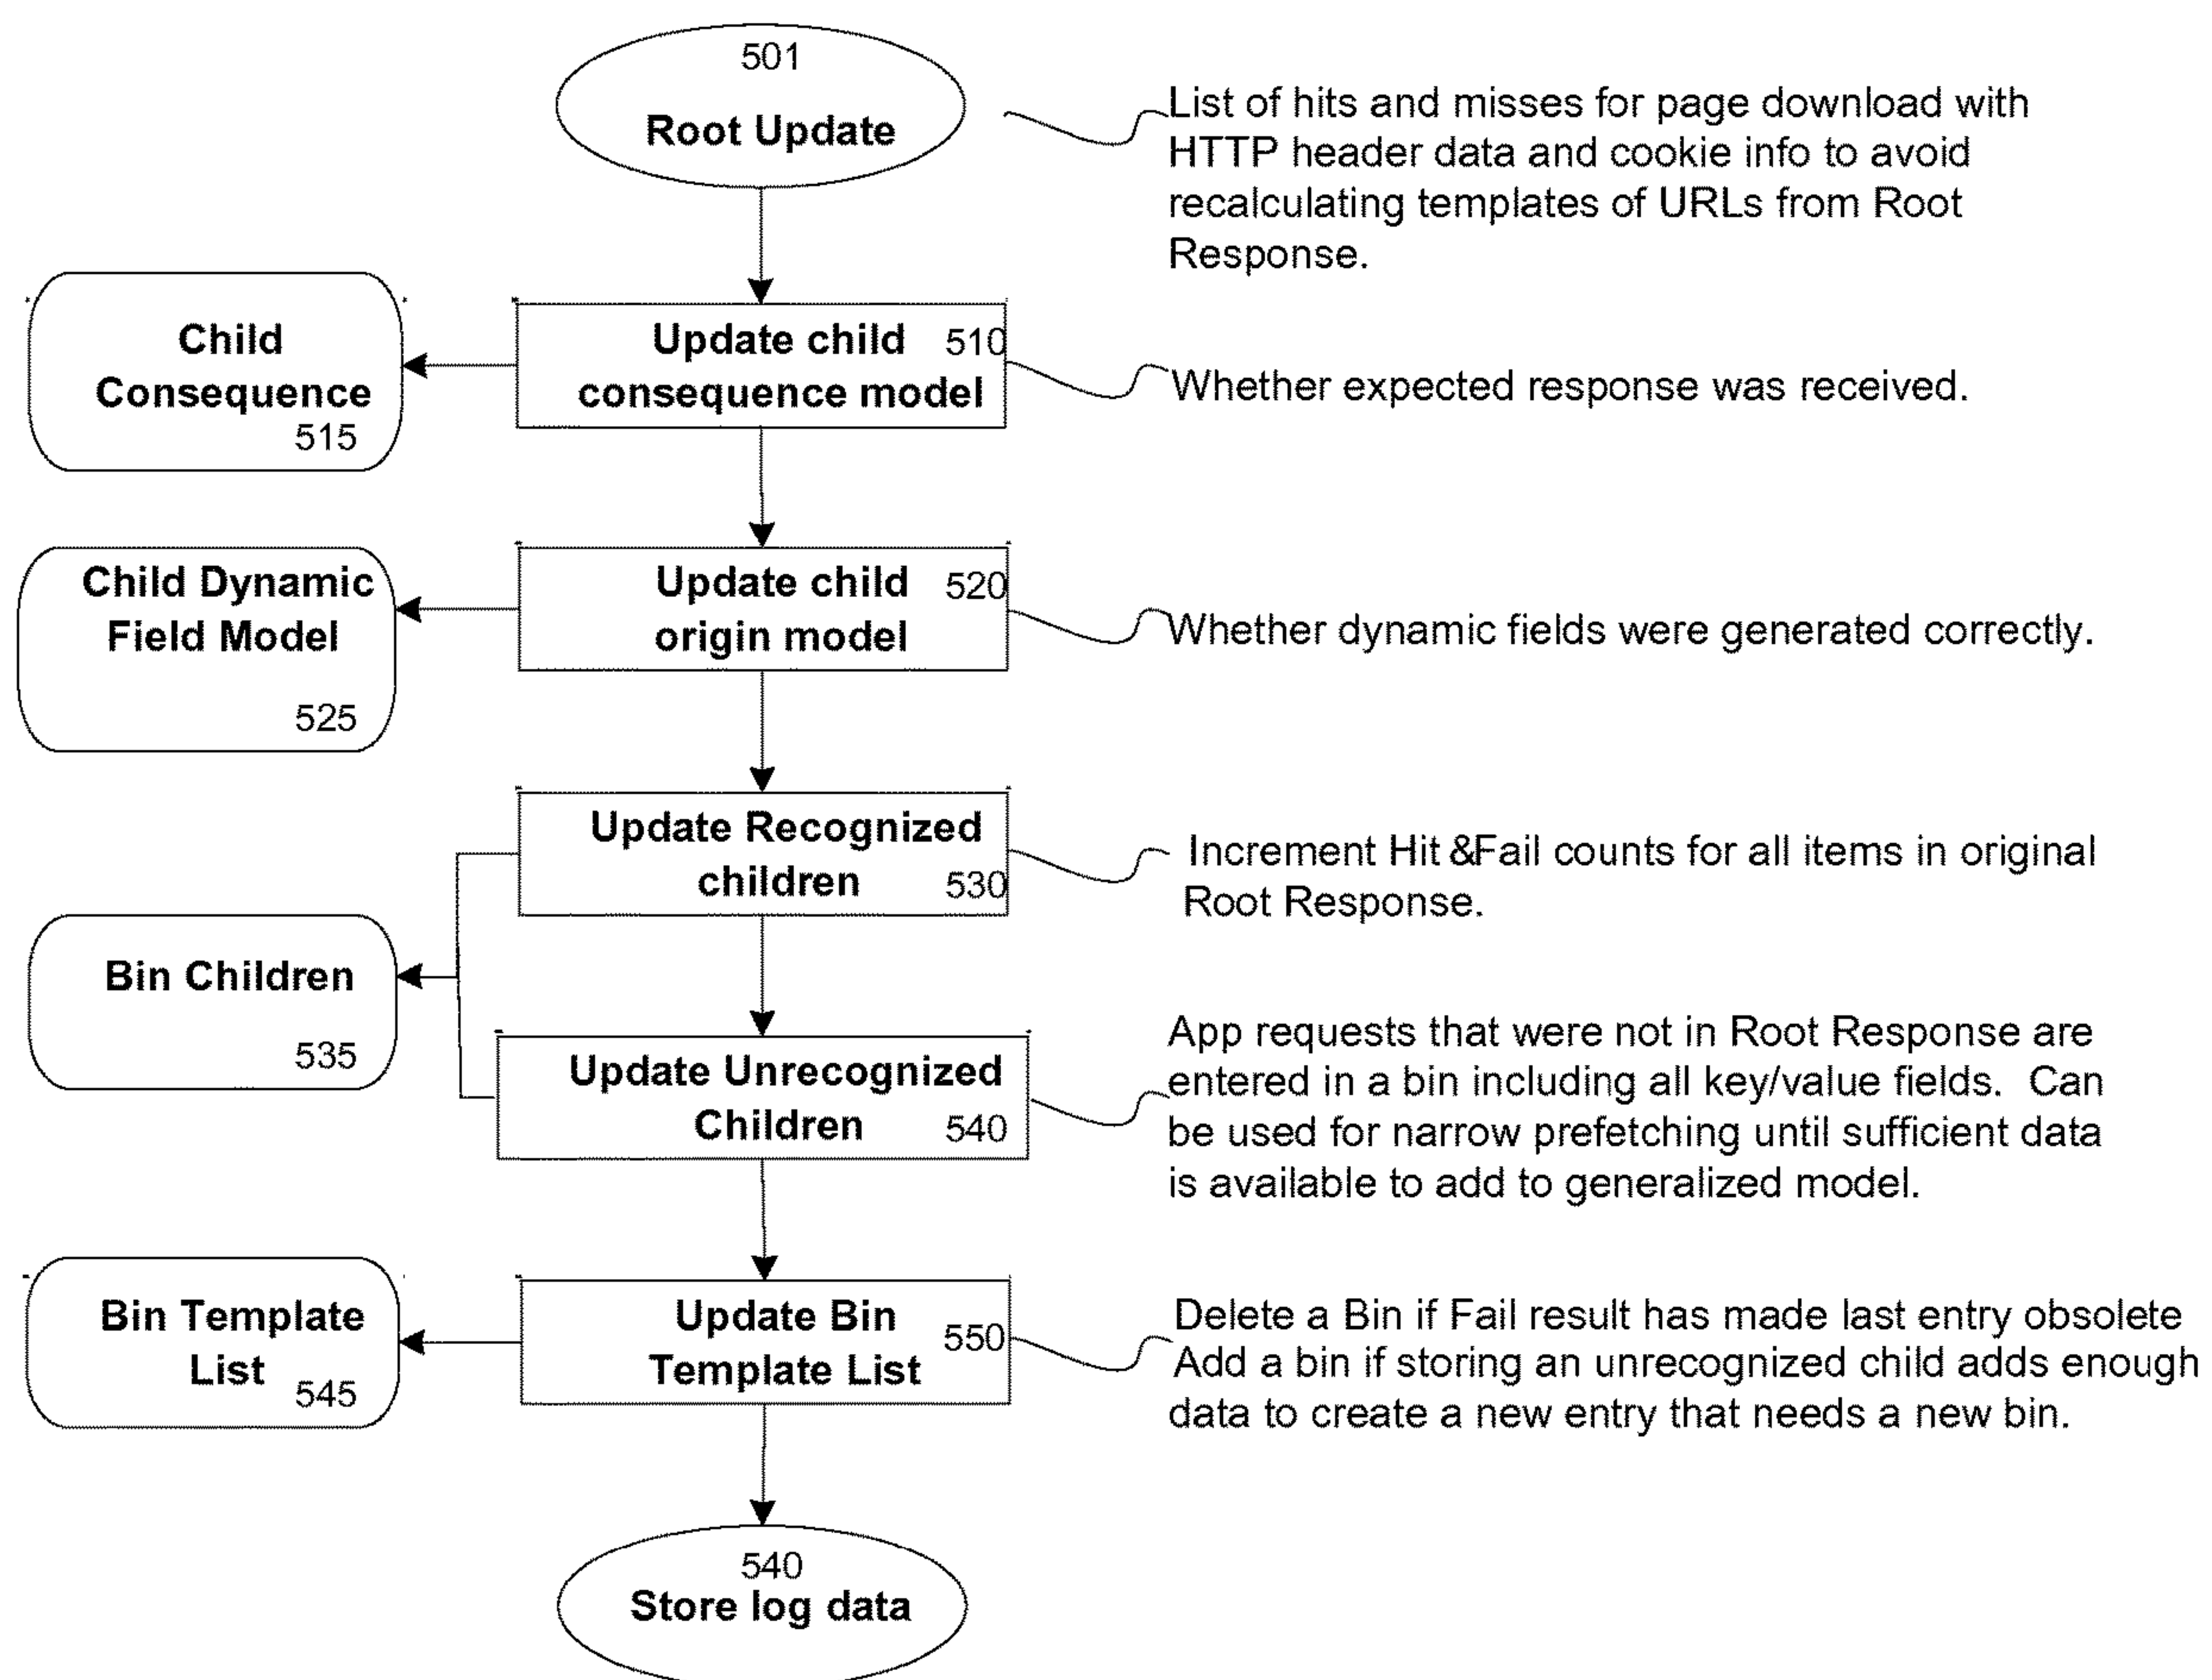 501
Root Update
List of hits and misses for page download with
HTTP header data and cookie info to avoid
recalculating templates of URLs from Root
Response.
Child
Consequence
515
Update child
consequence model
510
Whether expected response was received.
Child Dynamic
Field Model
525
Update child
origin model
520
Whether dynamic fields were generated correctly.
Update Recognized
children
530
Increment Hit &Fail counts for all items in original
Root Response.
Bin Children
535
Update Unrecognized
Children
540
App requests that were not in Root Response are
entered in a bin including all key/value fields. Can
be used for narrow prefetching until sufficient data
is available to add to generalized model.
Bin Template
List
545
Update Bin
Template List
550
Delete a Bin if Fail result has made last entry obsolete
Add a bin if storing an unrecognized child adds enough
data to create a new entry that needs a new bin.
540
Store log data